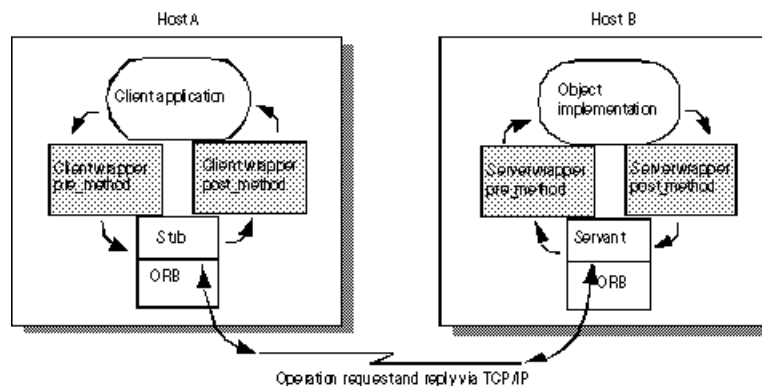 Host A
Host B
Client application
Object
implementation
Client wrapper
pre_method
Client wrapper
post_method
Server wrapper
pre_method
Server wrapper
post_method
Stub
Servant
ORB
ORB
Operation request and reply via TCP/IP